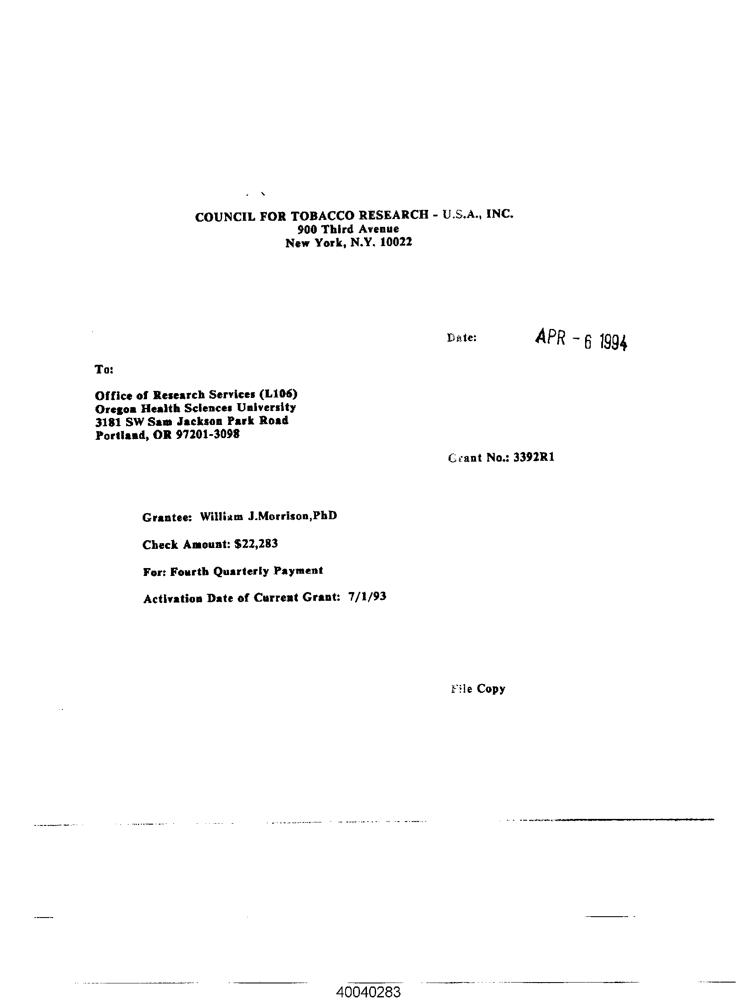 COUNCIL FOR TOBACCO RESEARCH - U.S.A., INC.
900 Third Avenue
New York, N.Y. 10022
Date: APR - 6 1994
To:
Office of Research Services (L106)
Oregon Health Sciences University
3181 SW Sam Jackson Park Road
Portland, OR 97201-3098
Grant No.: 3392R1
Grantee: William J.Morrison,PhD
Check Amount: $22,283
For: Fourth Quarterly Payment
Activation Date of Current Grant: 7/1/93
File Copy
40040283